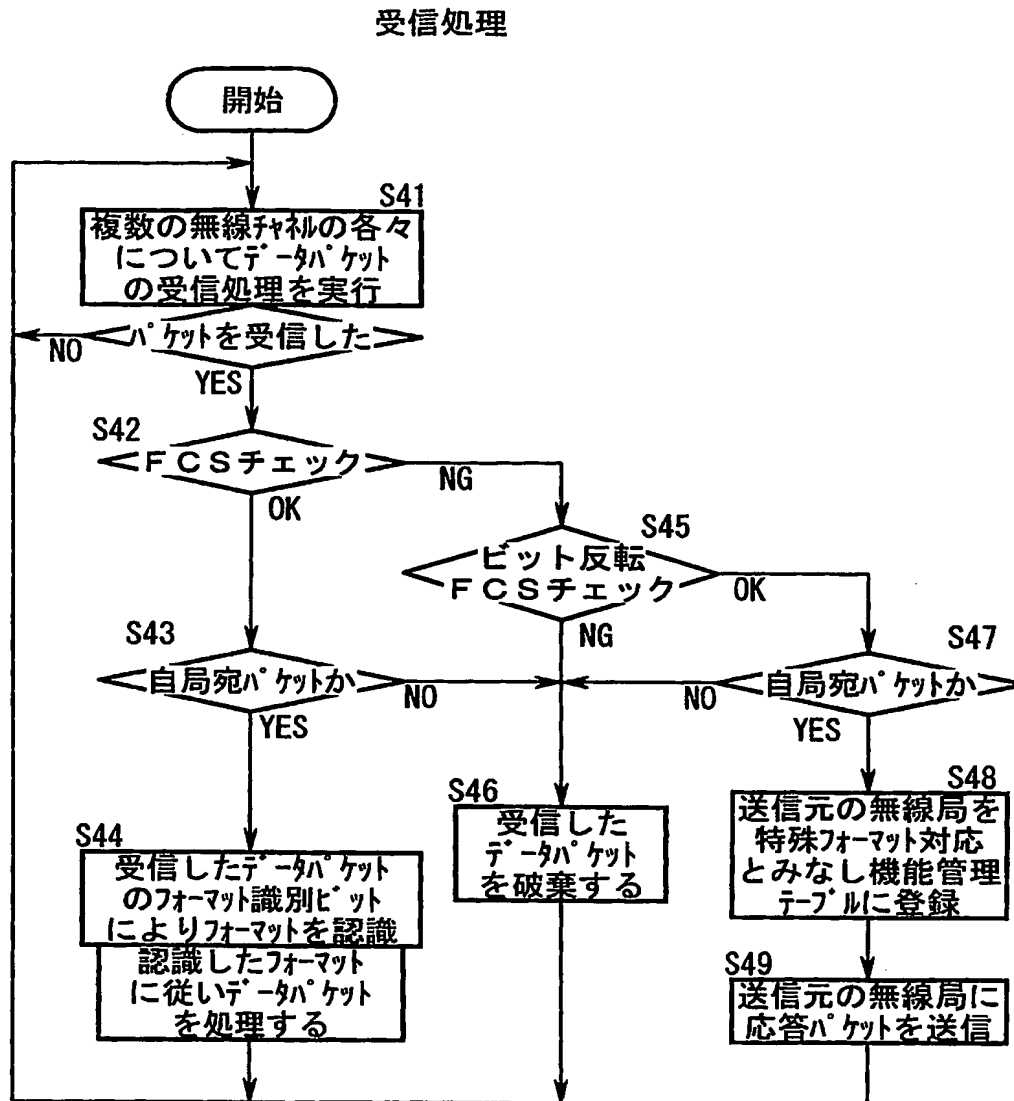 受信処理
開始
S41
複数の無線チャネルの各々
についてデータパケット
の受信処理を実行
パケットを受信した
NO
YES
S42
FCSチェック
NG
OK
S45
ビット反転
FCSチェック
OK
NG
S43
自局宛パケットか
NO
YES
S47
自局宛パケットか
NO
YES
S44
受信したデータパケット
のフォーマット識別ビット
によりフォーマットを認識
認識したフォーマット
に従いデータパケット
を処理する
S46
受信した
データパケット
を破棄する
S48
送信元の無線局を
特殊フォーマット対応
とみなし機能管理
テーブルに登録
S49
送信元の無線局に
応答パケットを送信